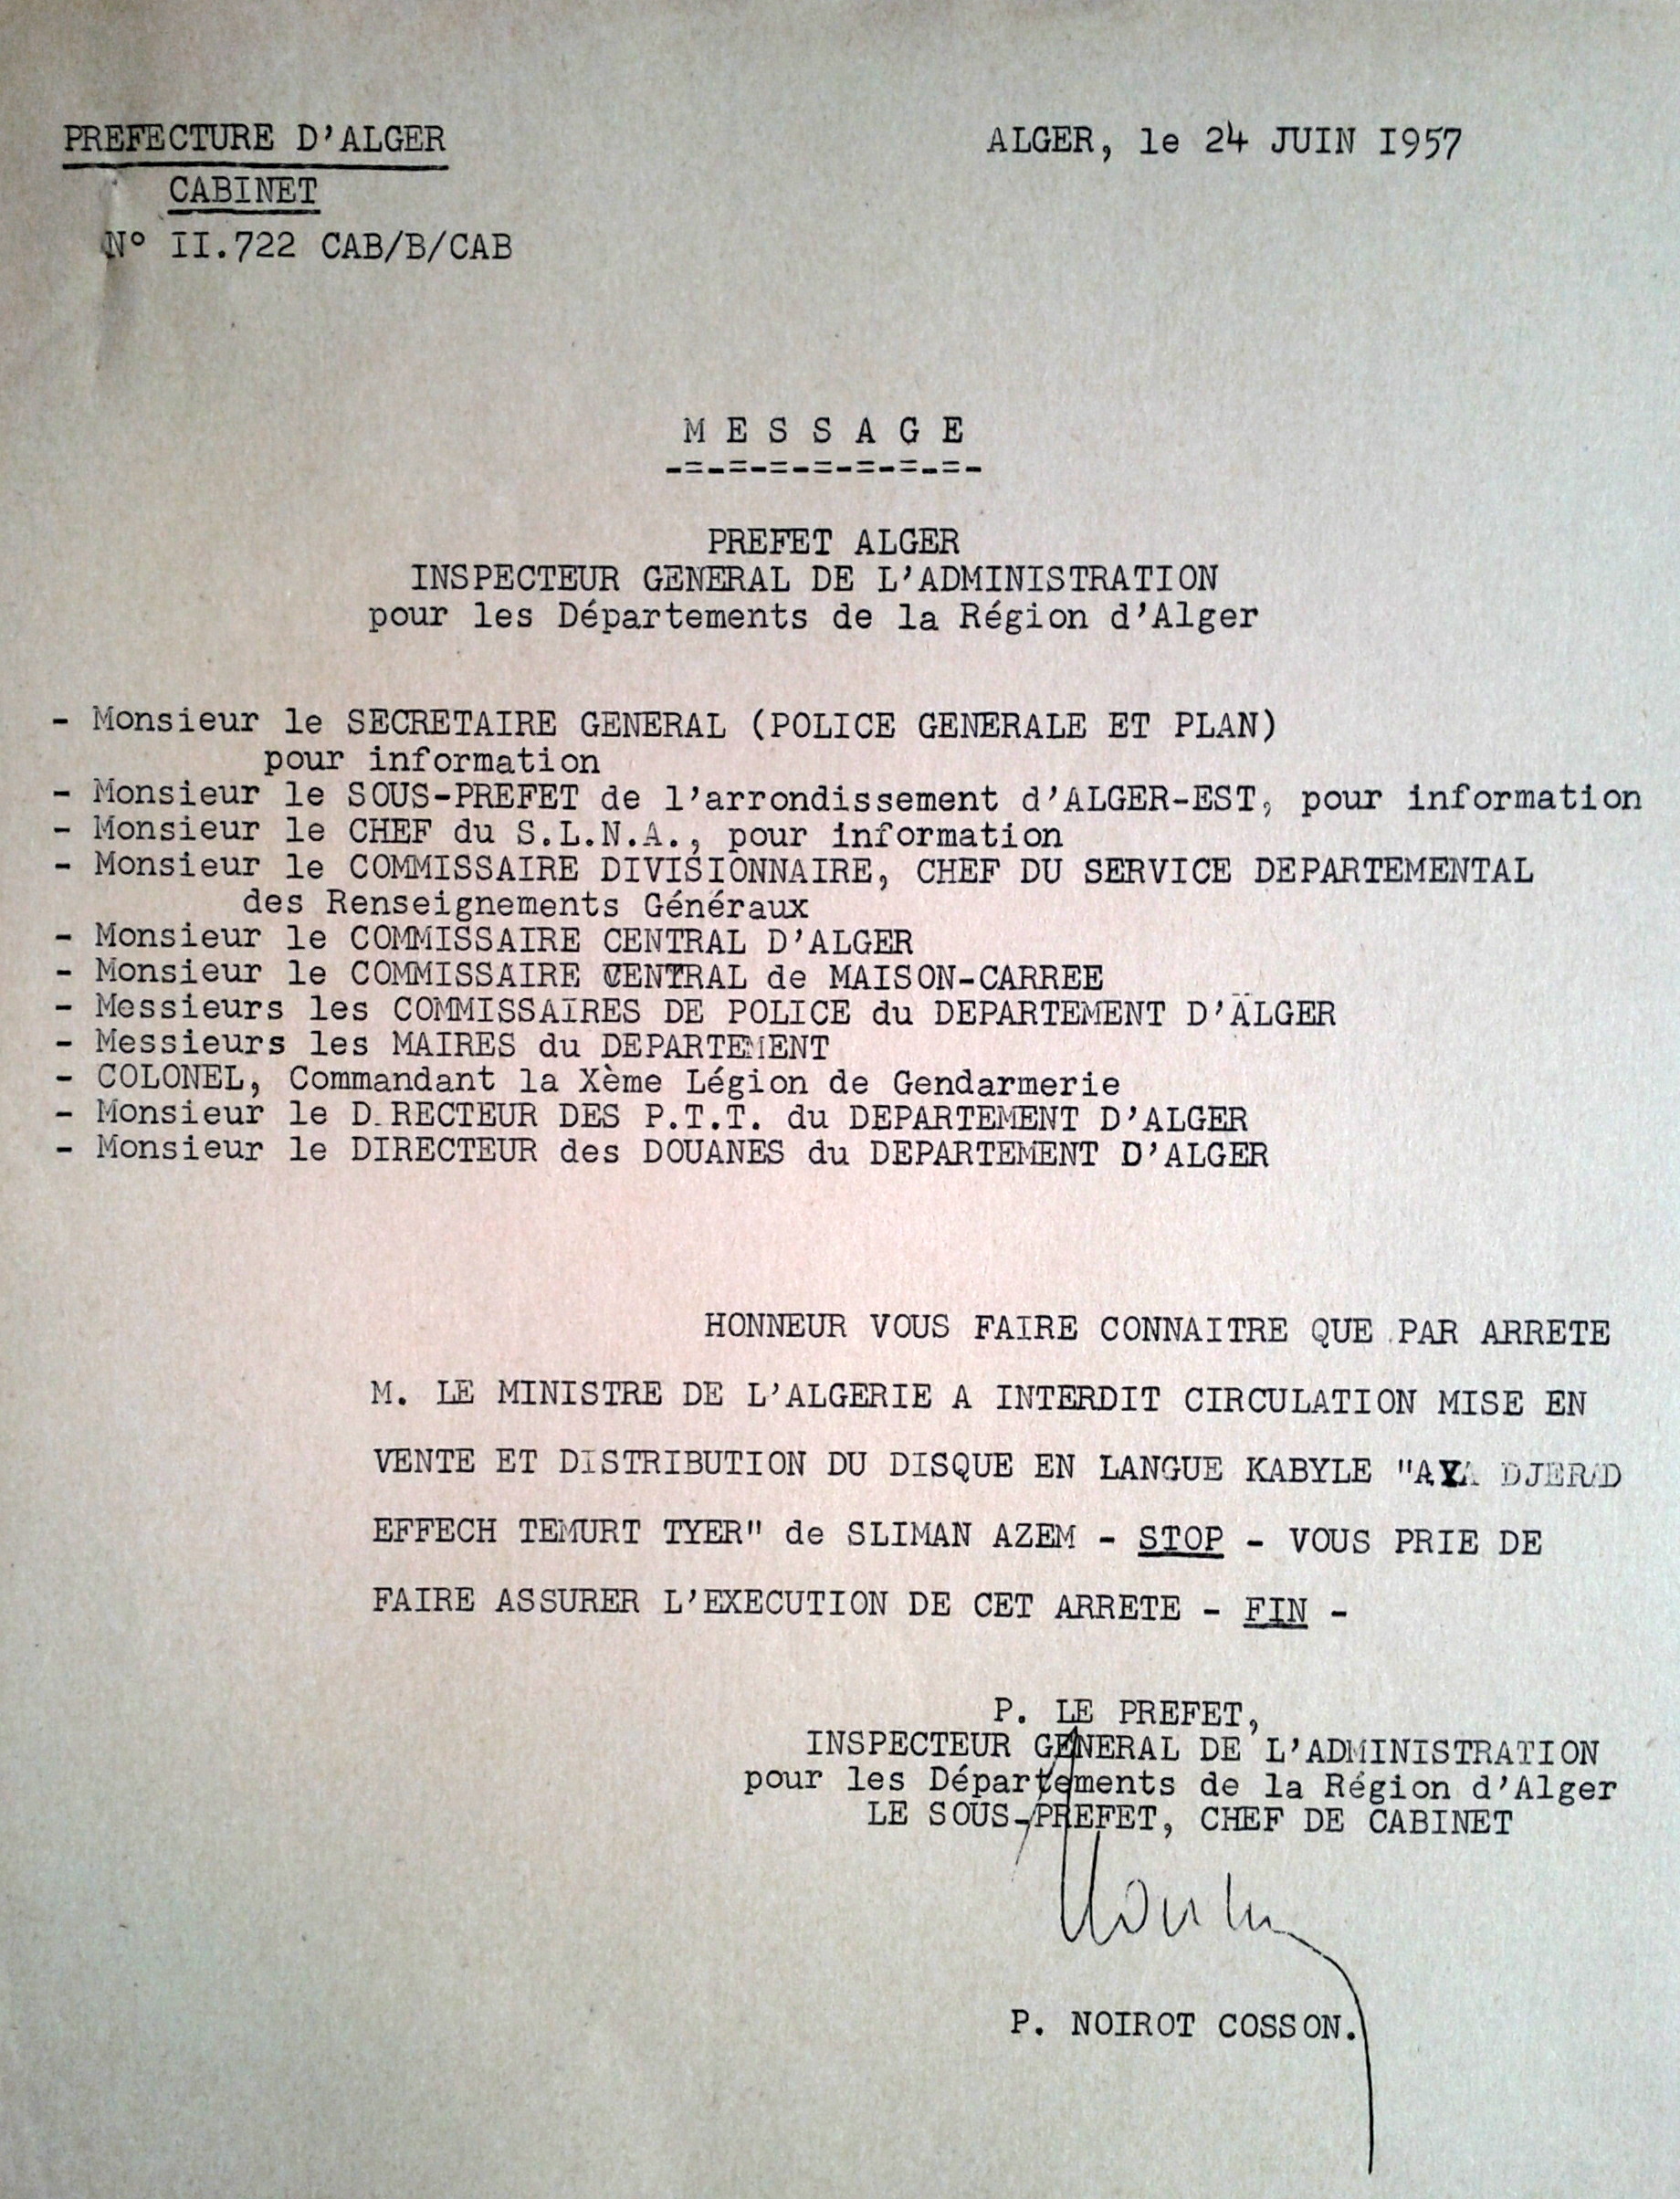 PREFECTURE D'ALGER
ALGER, le 24 JUIN I957
CABINET
N° II.722 CAB/B/CAB
M E S S A G E
-=-=-=-=-=-=-=-
PREFET ALGER
INSPECTEUR GENERAL DE L'ADMINISTRATION
pour les Départements de la Région d'Alger
- Monsieur le SECRETAIRE GENERAL (POLICE GENERALE ET PLAN)
pour information
- Monsieur le SOUS-PREFET de l'arrondissement d'ALGER-EST, pour information
- Monsieur le CHEF du S.L.N.A., pour information
- Monsieur le COMMISSAIRE DIVISIONNAIRE, CHEF DU SERVICE DEPARTEMENTAL
des Renseignements Généraux
- Monsieur le COMMISSAIRE CENTRAL D'ALGER
- Monsieur le COMMISSAIRE CENTRAL de MAISON-CARREE
- Messieurs les COMMISSAIRES DE POLICE du DEPARTEMENT D'ALGER
- Messieurs les MAIRES du DEPARTEMENT
- COLONEL, Commandant la Xème Légion de Gendarmerie
- Monsieur le D.RECTEUR DES P.T.T. du DEPARTEMENT D'ALGER
- Monsieur le DIRECTEUR des DOUANES du DEPARTEMENT D'ALGER
HONNEUR VOUS FAIRE CONNAITRE QUE PAR ARRETE
M. LE MINISTRE DE L'ALGERIE A INTERDIT CIRCULATION MISE EN
VENTE ET DISTRIBUTION DU DISQUE EN LANGUE KABYLE "AYA DJERAD
EFFECH TEMURT TYER" de SLIMAN AZEM - STOP - VOUS PRIE DE
FAIRE ASSURER L'EXECUTION DE CET ARRETE - FIN -
P. LE PREFET,
INSPECTEUR GENERAL DE L'ADMINISTRATION
pour les Départements de la Région d'Alger
LE SOUS-PREFET, CHEF DE CABINET
P. NOIROT COSSON.